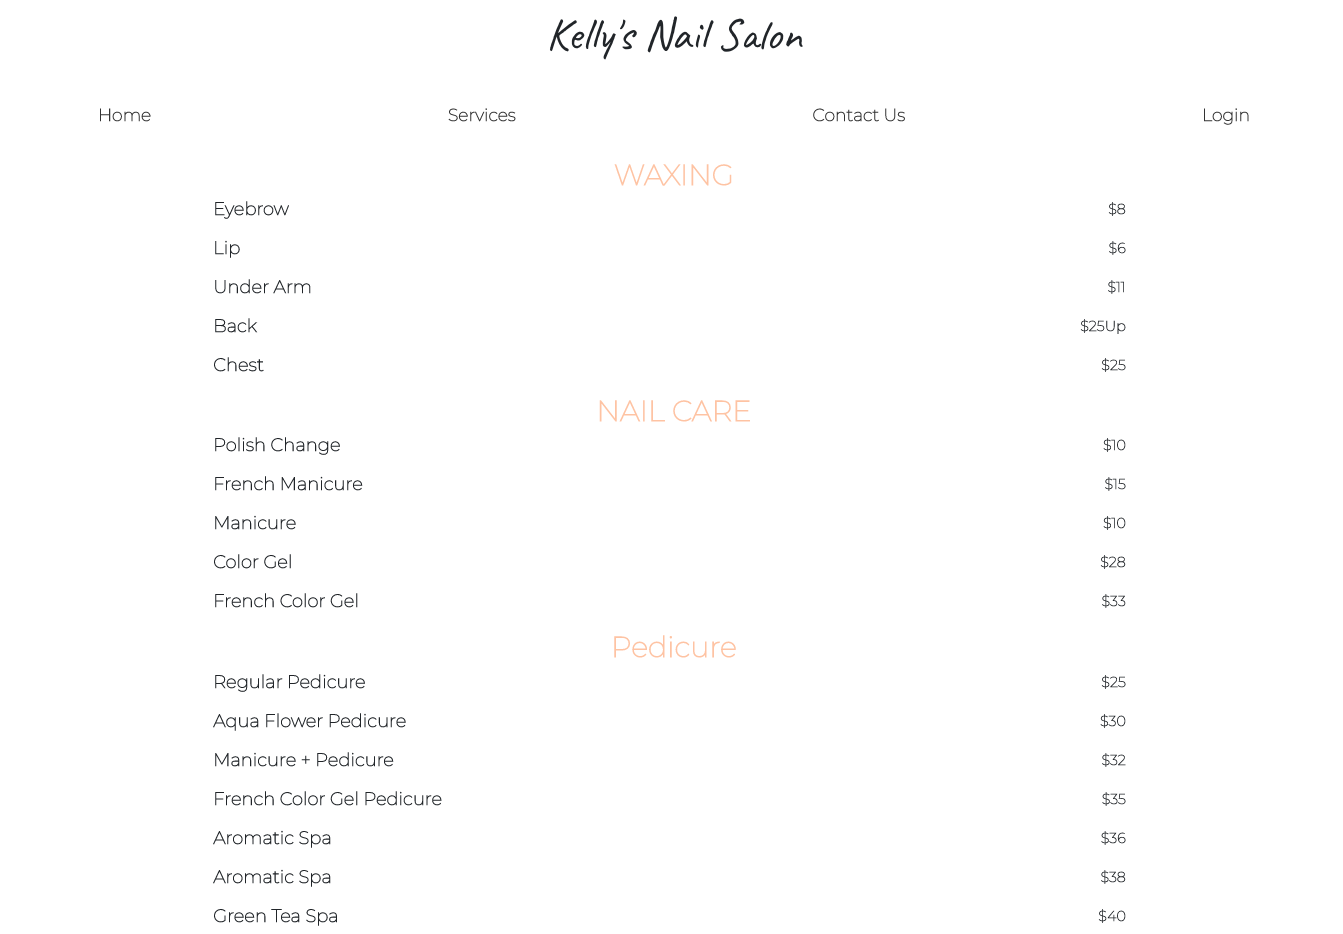 Kelly's Nail Salon
Home Services Contact Us Login
WAXING
Eyebrow $8
Lip $6
Under Arm $11
Back $25Up
Chest $25
NAIL CARE
Polish Change $10
French Manicure $15
Manicure $10
Color Gel $28
French Color Gel $33
Pedicure
Regular Pedicure $25
Aqua Flower Pedicure $30
Manicure + Pedicure $32
French Color Gel Pedicure $35
Aromatic Spa $36
Aromatic Spa $38
Green Tea Spa $40